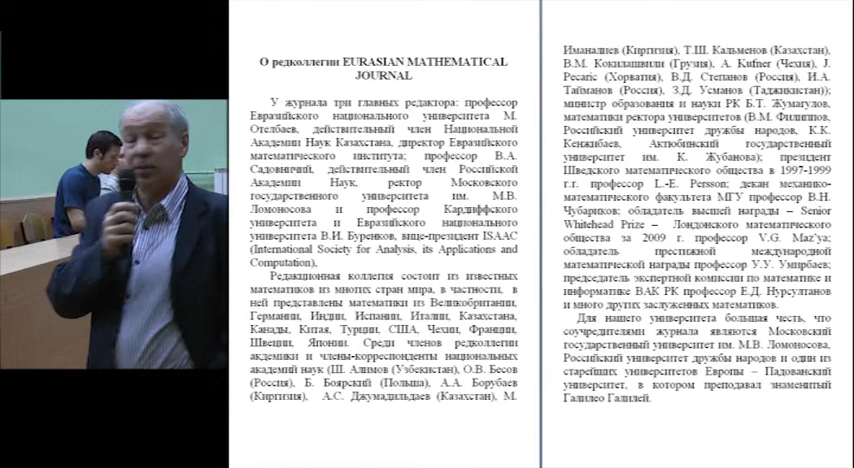 О редколлегии EURASIAN MATHEMATICAL
JOURNAL
У журнала три главных редактора: профессор
Евразийского национального университета М.
Отелбаев, действительный член Национальной
Академии Наук Казахстана, директор Евразийского
математического института; профессор В.А.
Садовничий, действительный член Российской
Академии Наук, ректор Московского
государственного университета им. М.В.
Ломоносова и профессор Кардиффского
университета и Евразийского национального
университета В.И. Буренков, вице-президент ISAAC
(International Society for Analysis, its Applications and
Computation),
Редакционная коллегия состоит из известных
математиков из многих стран мира, в частности, в
ней представлены математики из Великобритании,
Германии, Индии, Испании, Италии, Казахстана,
Канады, Китая, Турции, США, Чехии, Франции,
Швеции, Японии. Среди членов редколлегии
акдемики и члены-корреспонденты национальных
академий наук (Ш. Алимов (Узбекистан), О.В. Бесов
(Россия), Б. Боярский (Польша), А.А. Борубаев
(Киргизия), А.С. Джумадильдаев (Казахстан), М.
Иманалиев (Киргизия), Т.Ш. Кальменов (Казахстан),
В.М. Кокилашвили (Грузия), A. Kufner (Чехия), J.
Pecaric (Хорватия), В.Д. Степанов (Россия), И.А.
Тайманов (Россия), З.Д. Усманов (Таджикистан));
министр образования и науки РК Б.Т. Жумагулов,
математики ректора университетов (В.М. Филиппов,
Российский университет дружбы народов, К.К.
Кенжибаев, Актюбинский государственный
университет им. К. Жубанова); президент
Шведского математического общества в 1997-1999
г.г. профессор L.-E. Persson; декан механико-
математического факультета МГУ профессор В.Н.
Чубариков; обладатель высшей награды – Senior
Whitehead Prize – Лондонского математического
общества за 2009 г. профессор V.G. Maz'ya;
обладатель престижной международной
математической награды профессор У.У. Умирбаев;
председатель экспертной комиссии по математике и
информатике ВАК РК профессор Е.Д. Нурсултанов
и много других заслуженных математиков.
Для нашего университета большая честь, что
соучредителями журнала являются Московский
государственный университет им. М.В. Ломоносова,
Российский университет дружбы народов и один из
старейших университетов Европы – Падованский
университет, в котором преподавал знаменитый
Галилео Галилей.